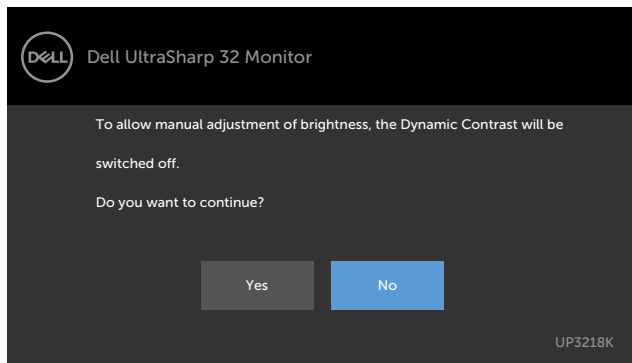 DELL
Dell UltraSharp 32 Monitor
To allow manual adjustment of brightness, the Dynamic Contrast will be
switched off.
Do you want to continue?
Yes
No
UP3218K